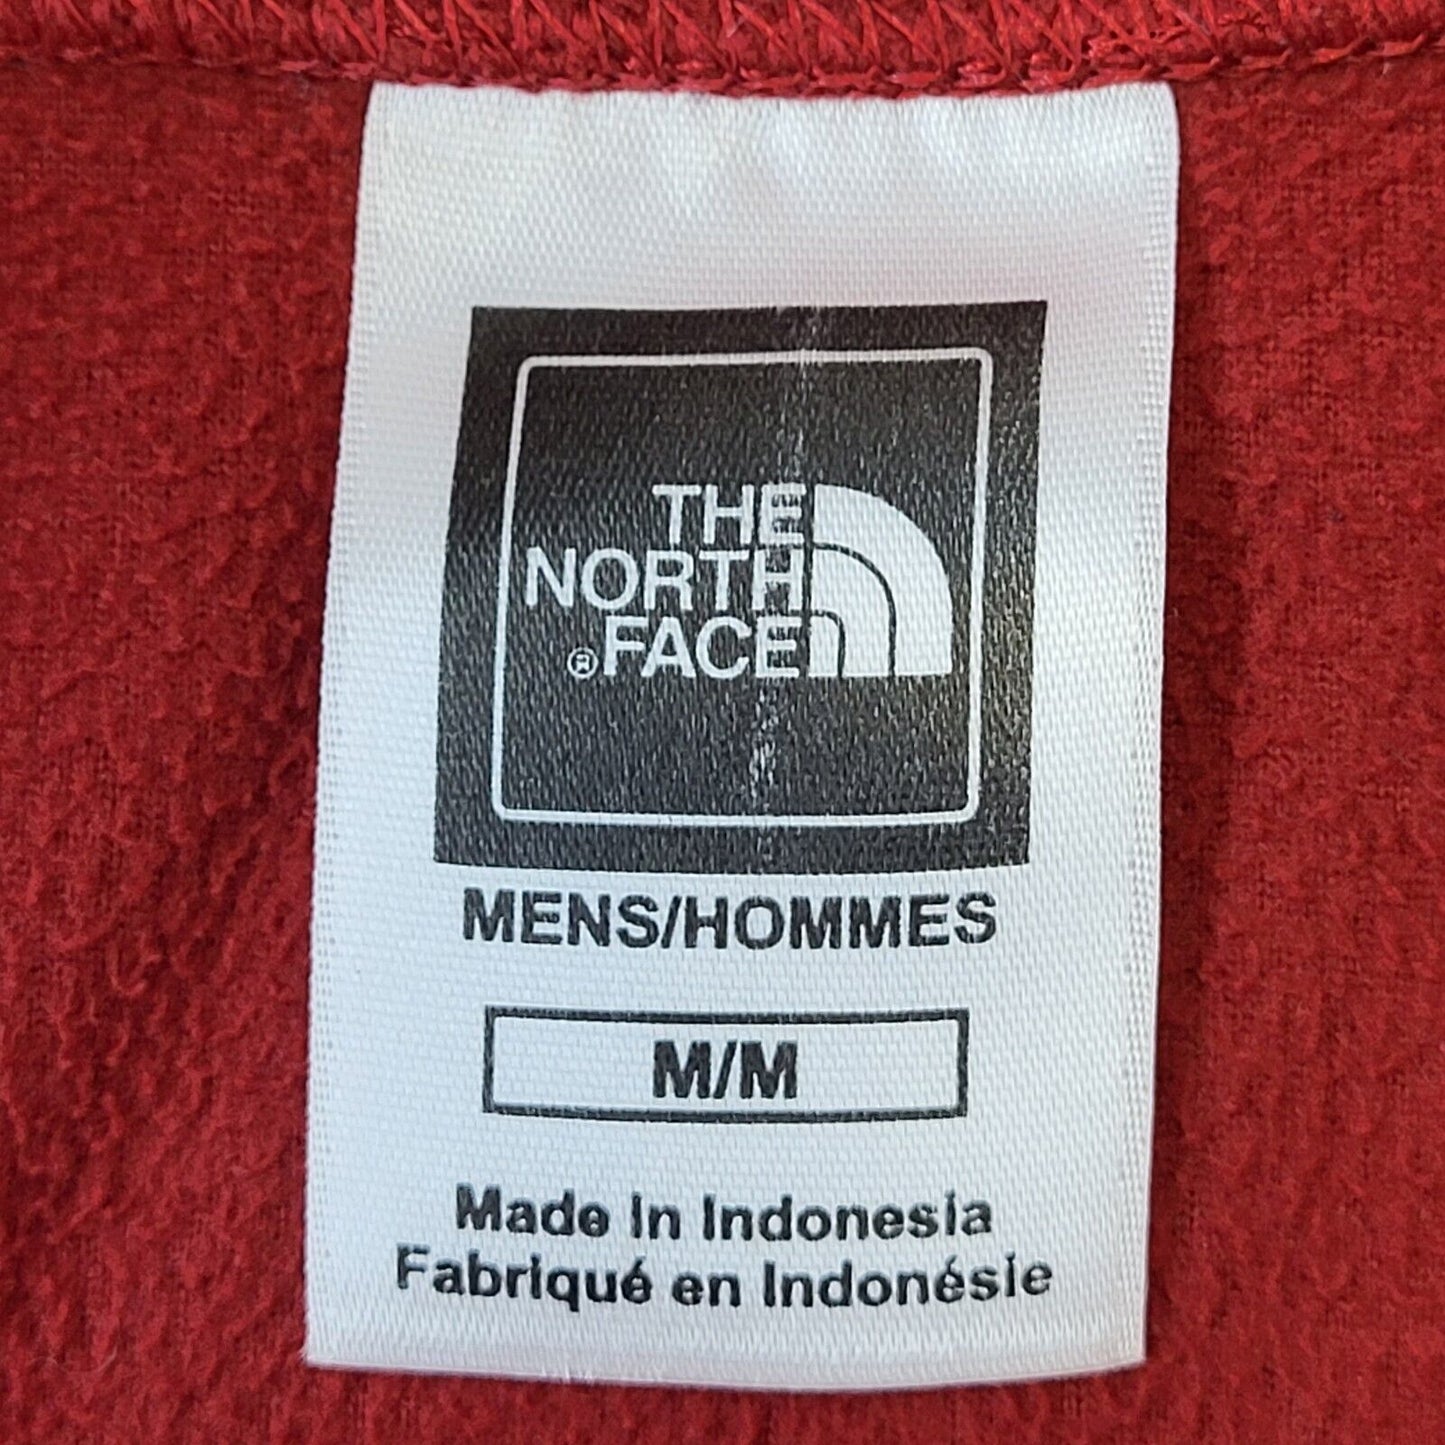 THE
NORTH
®FACE
MENS/HOMMES
M/M
Made in Indonesia
Fabriqué en Indonésie